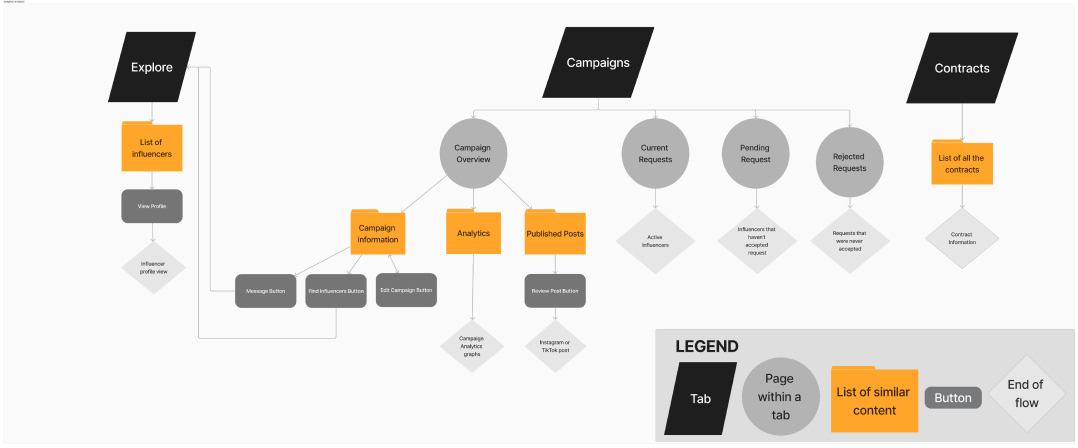 Explore
Campaigns
Contracts
List of
influencers
Campaign
Overview
Current
Requests
Pending
Request
Rejected
Requests
List of all the
contracts
View Profile
Campaign
information
Analytics
Published Posts
Active
Influencers
Influencers that
haven't
accepted
request
Requests that
were never
accepted
Contract
Information
Influencer
profile view
Message Button
Find Influencers Button
Edit Campaign Button
Review Post Button
Campaign
Analytics
graphs
Instagram or
TikTok post
LEGEND
Tab
Page
within a
tab
List of similar
content
Button
End of
flow